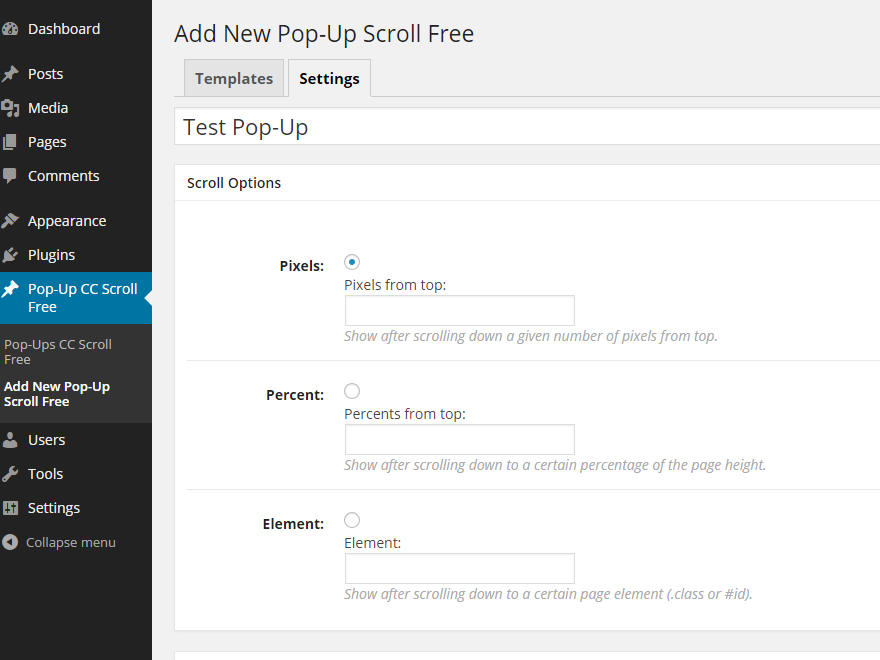 Dashboard
Posts
Media
Pages
Comments
Appearance
Plugins
Pop-Up CC Scroll
Free
Pop-Ups CC Scroll
Free
Add New Pop-Up
Scroll Free
Users
Tools
Settings
Collapse menu
Add New Pop-Up Scroll Free
Templates
Settings
Test Pop-Up
Scroll Options
Pixels:
Pixels from top:
Show after scrolling down a given number of pixels from top.
Percent:
Percents from top:
Show after scrolling down to a certain percentage of the page height.
Element:
Element:
Show after scrolling down to a certain page element (.class or #id).